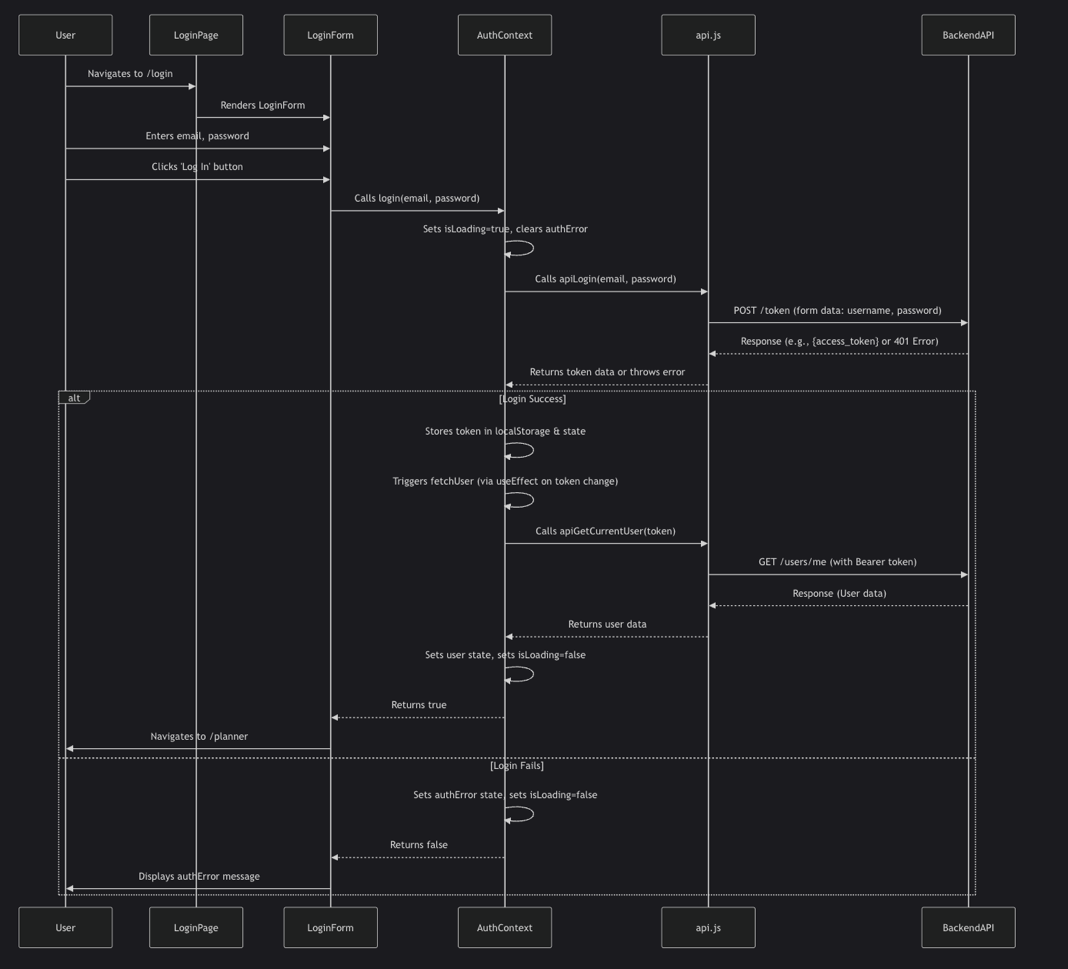 User
LoginPage
LoginForm
AuthContext
api.js
BackendAPI
Navigates to /login
Renders LoginForm
Enters email, password
Clicks 'Log In' button
Calls login(email, password)
Sets isLoading=true, clears authError
Calls apiLogin(email, password)
POST /token (form data: username, password)
Response (e.g., {access_token} or 401 Error)
Returns token data or throws error
alt
[Login Success]
Stores token in localStorage & state
Triggers fetchUser (via useEffect on token change)
Calls apiGetCurrentUser(token)
GET /users/me (with Bearer token)
Response (User data)
Returns user data
Sets user state, sets isLoading=false
Returns true
Navigates to /planner
[Login Fails]
Sets authError state, sets isLoading=false
Returns false
Displays authError message
User
LoginPage
LoginForm
AuthContext
api.js
BackendAPI